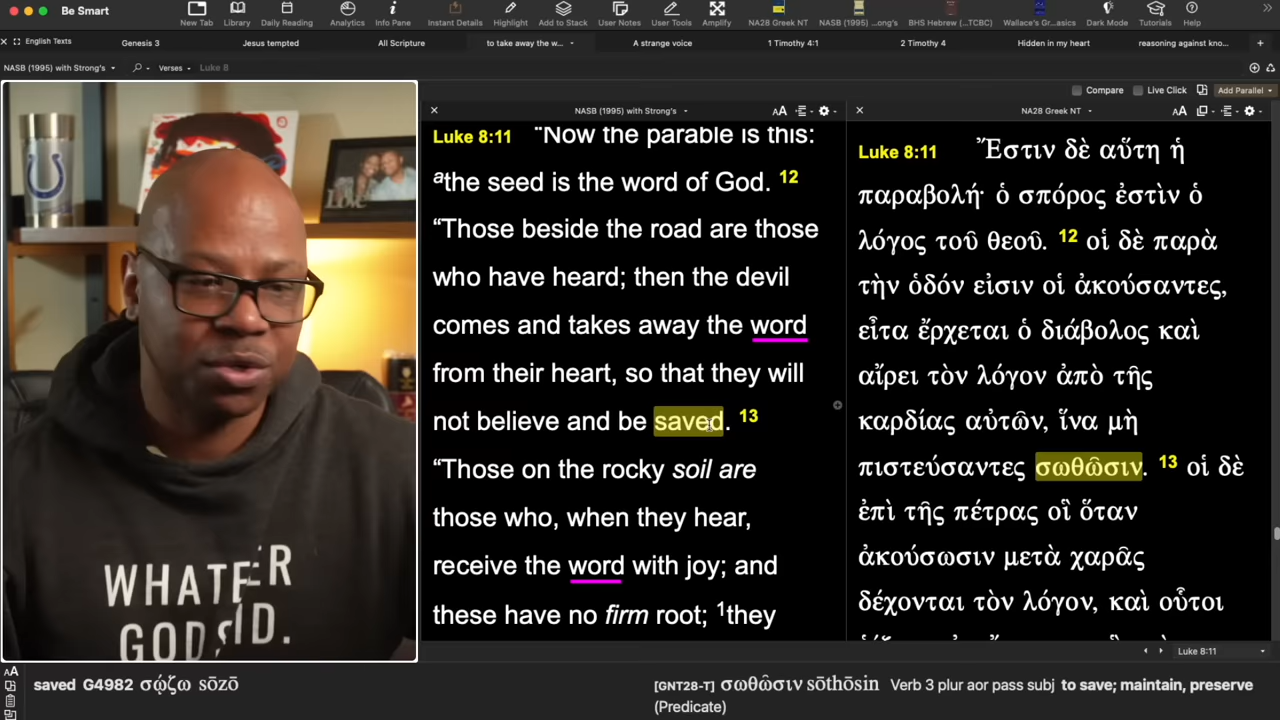 Be Smart
New Tab
Library
Daily Reading
Analytics
Info Pane
Instant Details
Highlight
Add to Stack
User Notes
User Tools
Amplify
NA28 Greek NT
NASB (1995) ...ong's
BHS Hebrew (...TCBC)
Wallace's Gr...asics
Dark Mode
Tutorials
Help
English Texts
Genesis 3
Jesus tempted
All Scripture
to take away the w...
A strange voice
1 Timothy 4:1
2 Timothy 4
Hidden in my heart
reasoning against kno...
NASB (1995) with Strong's
Verses
Luke 8
Compare
Live Click
Add Parallel
NASB (1995) with Strong's
Luke 8:11 "Now the parable is this:
ᵃthe seed is the word of God. 12
"Those beside the road are those
who have heard; then the devil
comes and takes away the word
from their heart, so that they will
not believe and be saved. 13
"Those on the rocky soil are
those who, when they hear,
receive the word with joy; and
these have no firm root; ¹they
NA28 Greek NT
Luke 8:11 Ἔστιν δὲ αὕτη ἡ
παραβολή· ὁ σπόρος ἐστὶν ὁ
λόγος τοῦ θεοῦ. 12 οἱ δὲ παρὰ
τὴν ὁδόν εἰσιν οἱ ἀκούσαντες,
εἶτα ἔρχεται ὁ διάβολος καὶ
αἴρει τὸν λόγον ἀπὸ τῆς
καρδίας αὐτῶν, ἵνα μὴ
πιστεύσαντες σωθῶσιν. 13 οἱ δὲ
ἐπὶ τῆς πέτρας οἳ ὅταν
ἀκούσωσιν μετὰ χαρᾶς
δέχονται τὸν λόγον, καὶ οὗτοι
Luke 8:11
LOVE
WHATEVER
GOD SAID.
saved G4982 σῴζω sōzō
[GNT28-T] σωθῶσιν sōthōsin Verb 3 plur aor pass subj to save; maintain, preserve
(Predicate)